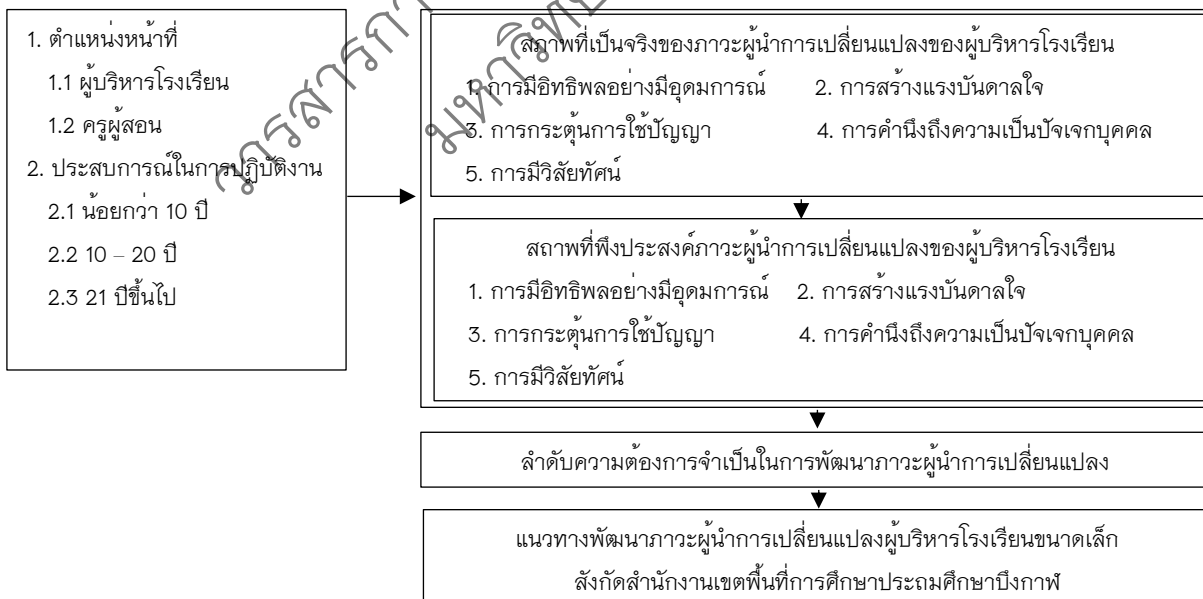 1. ตำแหน่งหน้าที่
1.1 ผู้บริหารโรงเรียน
1.2 ครูผู้สอน
2. ประสบการณ์ในการปฏิบัติงาน
2.1 น้อยกว่า 10 ปี
2.2 10 – 20 ปี
2.3 21 ปีขึ้นไป
สภาพที่เป็นจริงของภาวะผู้นำการเปลี่ยนแปลงของผู้บริหารโรงเรียน
1. การมีอิทธิพลอย่างมีอุดมการณ์ 2. การสร้างแรงบันดาลใจ
3. การกระตุ้นการใช้ปัญญา 4. การคำนึงถึงความเป็นปัจเจกบุคคล
5. การมีวิสัยทัศน์
สถาพที่พึงประสงค์ภาวะผู้นำการเปลี่ยนแปลงของผู้บริหารโรงเรียน
1. การมีอิทธิพลอย่างมีอุดมการณ์ 2. การสร้างแรงบันดาลใจ
3. การกระตุ้นการใช้ปัญญา 4. การคำนึงถึงความเป็นปัจเจกบุคคล
5. การมีวิสัยทัศน์
ลำดับความต้องการจำเป็นในการพัฒนาภาวะผู้นำการเปลี่ยนแปลง
แนวทางพัฒนาภาวะผู้นำการเปลี่ยนแปลงผู้บริหารโรงเรียนขนาดเล็ก
สังกัดสำนักงานเขตพื้นที่การศึกษาประถมศึกษาบึงกาฬ